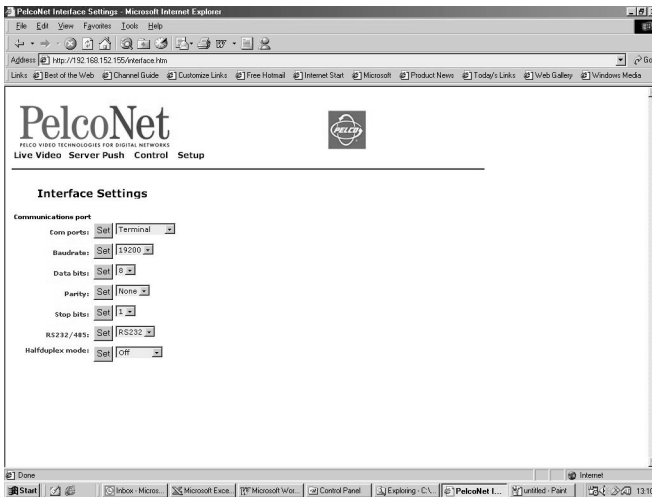 PelcoNet Interface Settings - Microsoft Internet Explorer
File Edit View Favorites Tools Help
Address http://192.168.152.155/interface.htm Go
Links Best of the Web Channel Guide Customize Links Free Hotmail Internet Start Microsoft Product News Today's Links Web Gallery Windows Media
PelcoNet
PELCO VIDEO TECHNOLOGIES FOR DIGITAL NETWORKS
PELCO
Live Video Server Push Control Setup
Interface Settings
Communications port
Com ports: Set Terminal
Baudrate: Set 19200
Data bits: Set 8
Parity: Set None
Stop bits: Set 1
RS232/485: Set RS232
Halfduplex mode: Set Off
Done Internet
Start Inbox - Micros... Microsoft Exce... Microsoft Wor... Control Panel Exploring - C:\... PelcoNet I... untitled - Paint 13:10